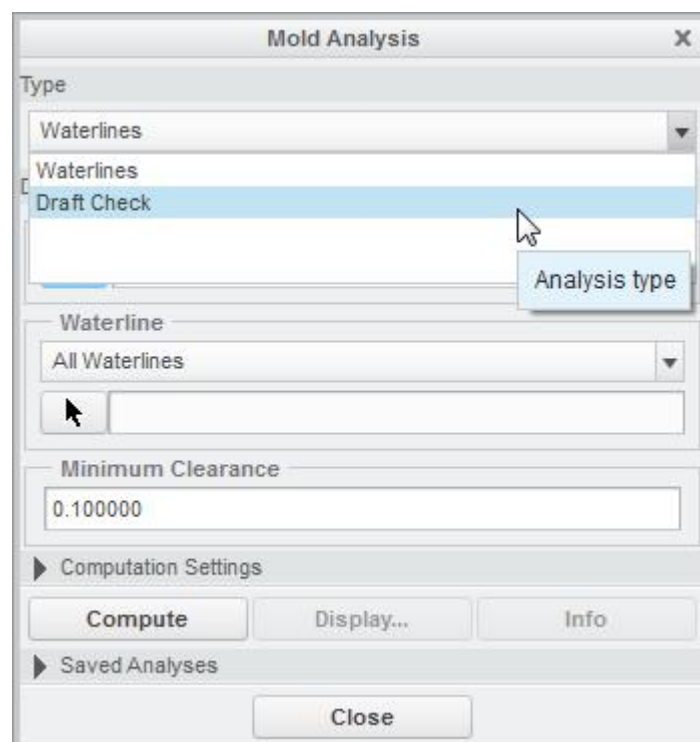 Mold Analysis
Type
Waterlines
Waterlines
Draft Check
Analysis type
Waterline
All Waterlines
Minimum Clearance
0.100000
Computation Settings
Compute
Display...
Info
Saved Analyses
Close